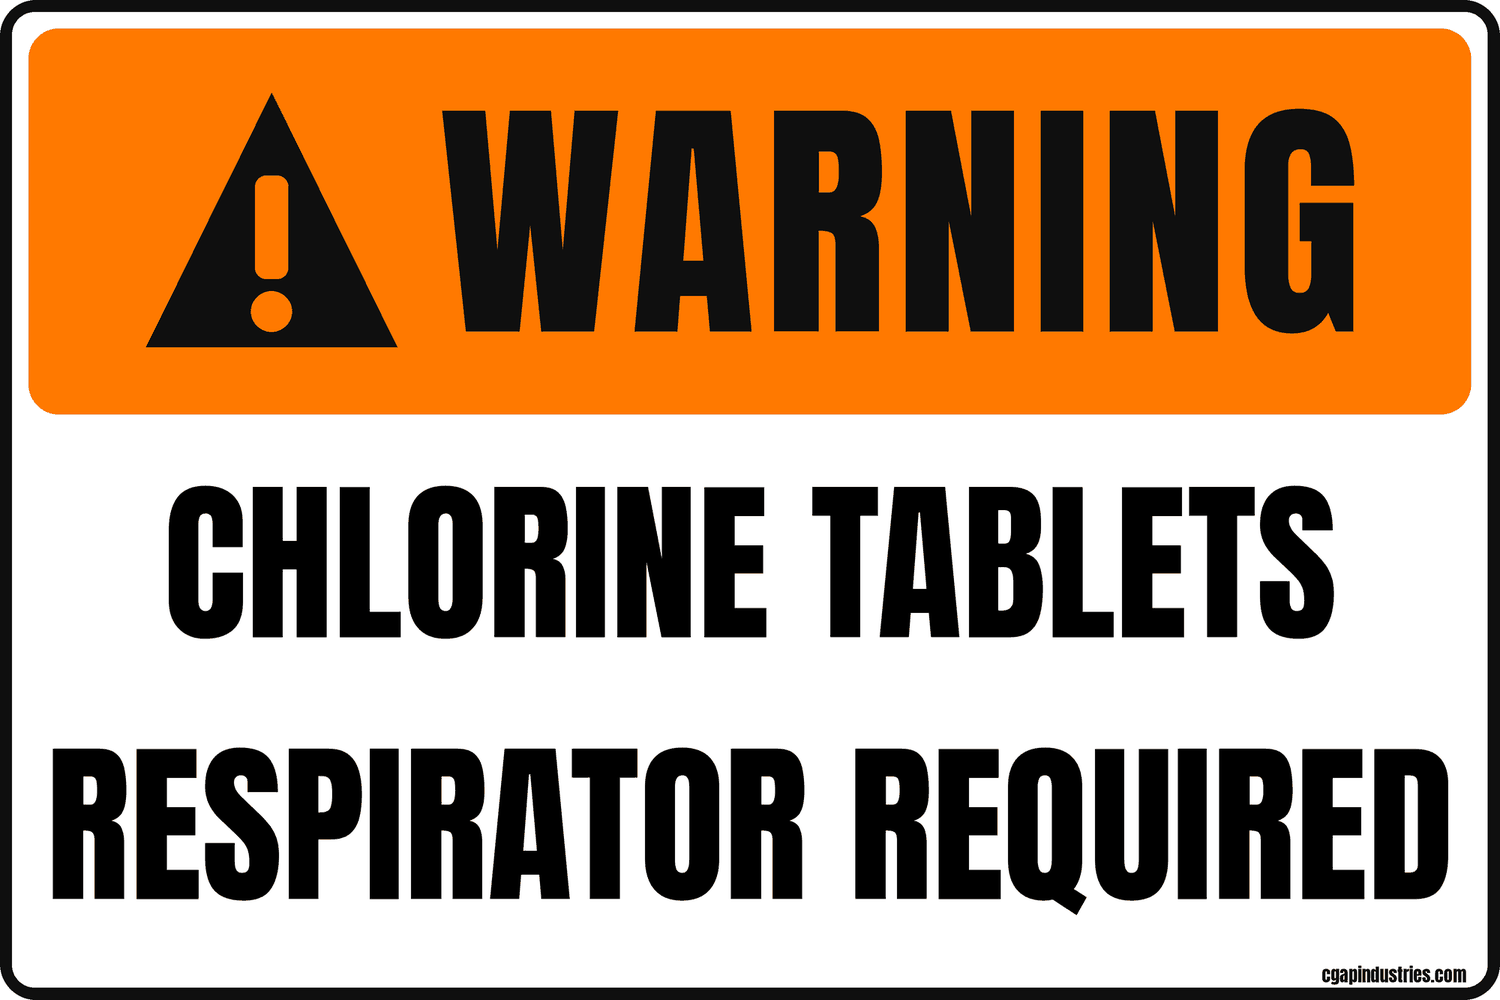 WARNING
CHLORINE TABLETS
RESPIRATOR REQUIRED
cgapindustries.com